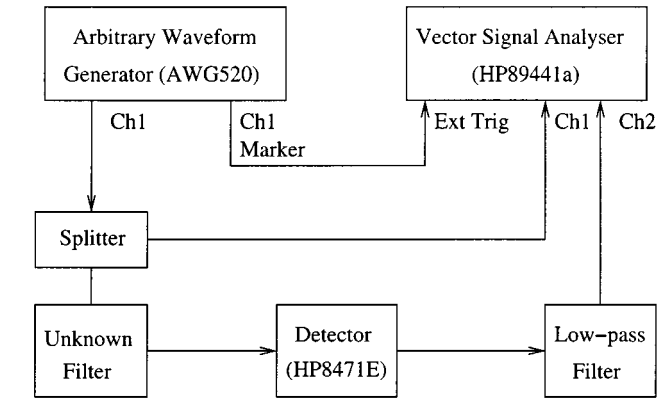 Arbitrary Waveform
Generator (AWG520)
Vector Signal Analyser
(HP89441a)
Ch1
Ch1
Marker
Ext Trig
Ch1
Ch2
Splitter
Unknown
Filter
Detector
(HP8471E)
Low-pass
Filter